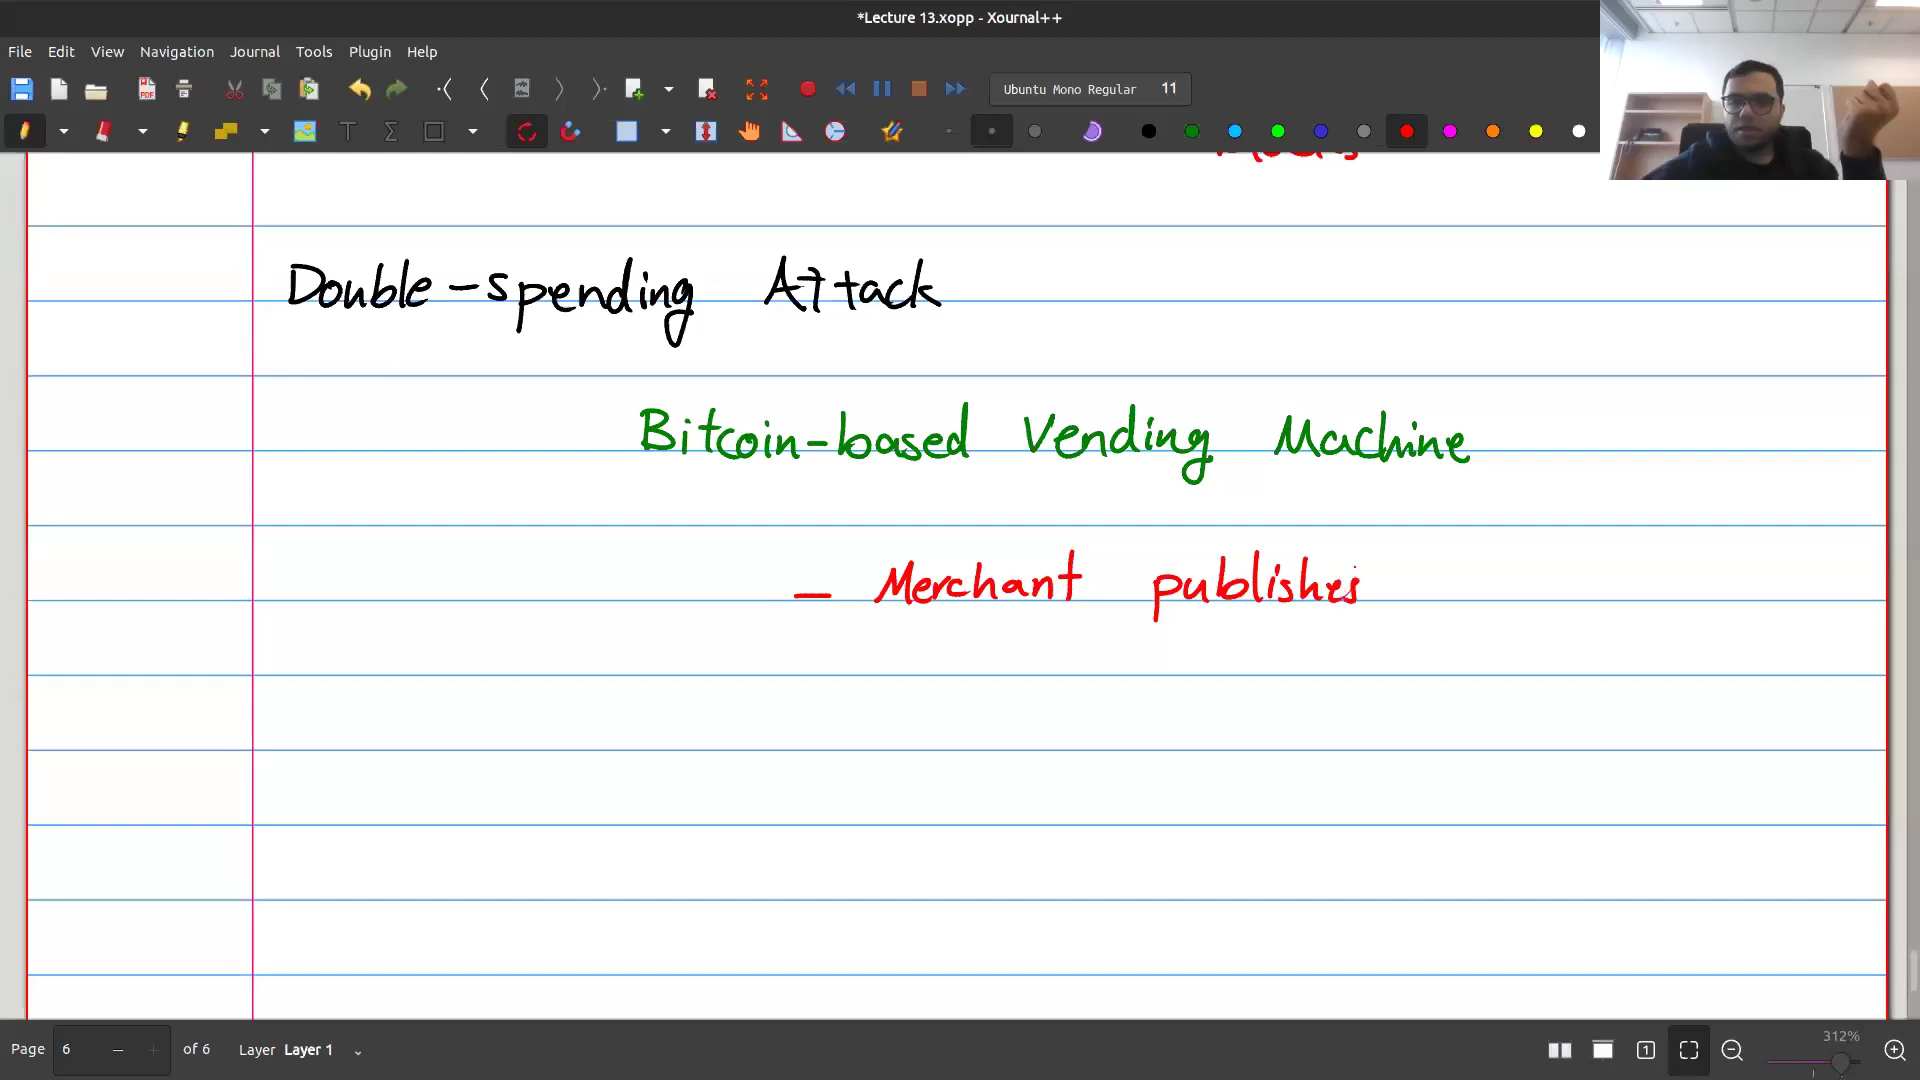 *Lecture 13.xopp - Xournal++
File Edit View Navigation Journal Tools Plugin Help
Ubuntu Mono Regular 11
Double-spending Attack
Bitcoin-based Vending Machine
– Merchant publishes
Page 6 of 6 Layer Layer 1
312%